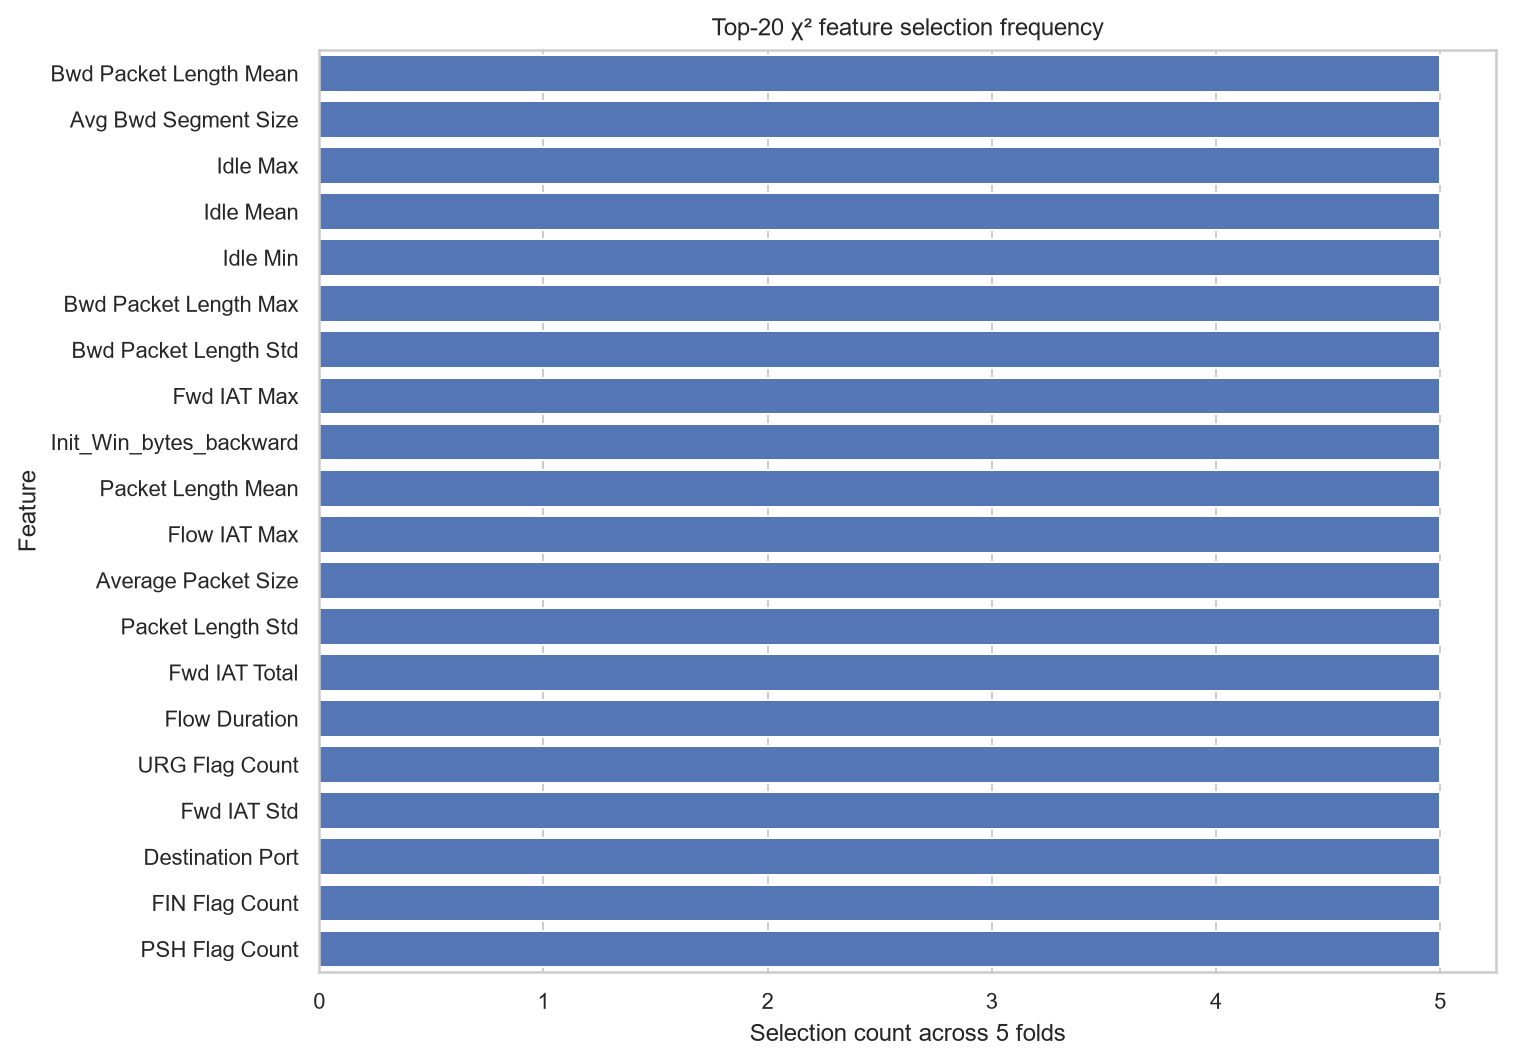 Top-20 χ² feature selection frequency
Bwd Packet Length Mean
Avg Bwd Segment Size
Idle Max
Idle Mean
Idle Min
Bwd Packet Length Max
Bwd Packet Length Std
Fwd IAT Max
Init_Win_bytes_backward
Packet Length Mean
Flow IAT Max
Average Packet Size
Packet Length Std
Fwd IAT Total
Flow Duration
URG Flag Count
Fwd IAT Std
Destination Port
FIN Flag Count
PSH Flag Count
Feature
0 1 2 3 4 5
Selection count across 5 folds